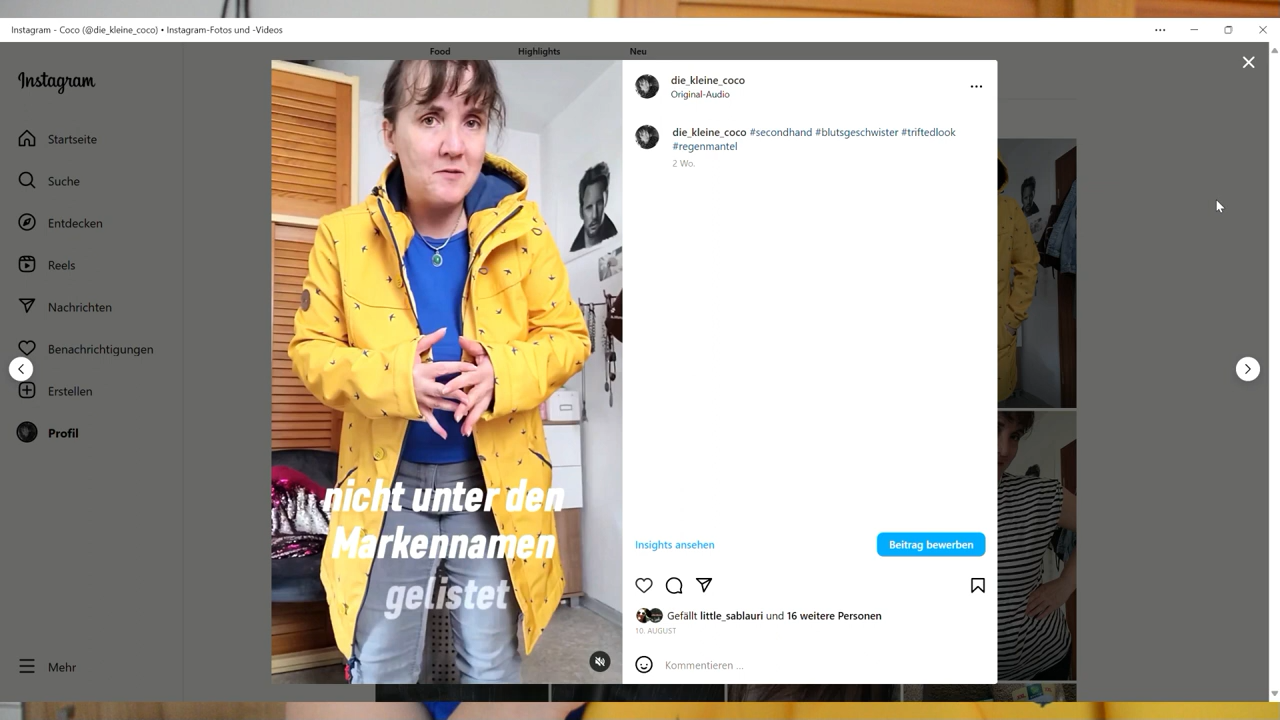 Instagram - Coco (@die_kleine_coco) • Instagram-Fotos und -Videos
Food
Highlights
Neu
Instagram
Startseite
Suche
Entdecken
Reels
Nachrichten
Benachrichtigungen
Erstellen
Profil
Mehr
nicht unter den
Markennamen
gelistet
die_kleine_coco
Original-Audio
die_kleine_coco #secondhand #blutsgeschwister #triftedlook
#regenmantel
2 Wo.
Insights ansehen
Beitrag bewerben
Gefällt little_sablauri und 16 weitere Personen
10. AUGUST
Kommentieren ...